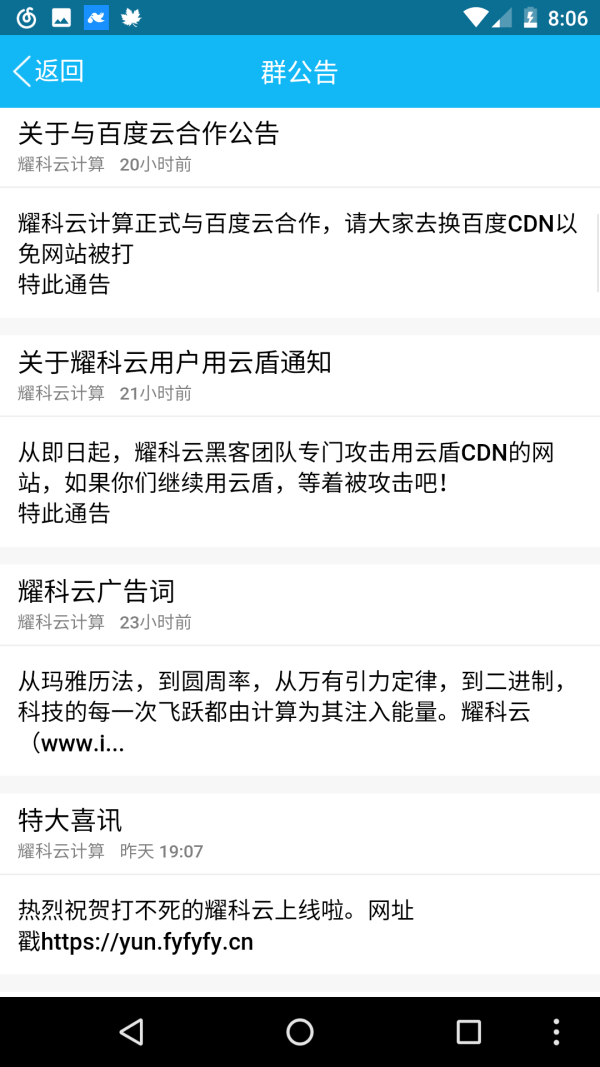 8:06
返回
群公告
关于与百度云合作公告
耀科云计算 20小时前
耀科云计算正式与百度云合作，请大家去换百度CDN以
免网站被打
特此通告
关于耀科云用户用云盾通知
耀科云计算 21小时前
从即日起，耀科云黑客团队专门攻击用云盾CDN的网
站，如果你们继续用云盾，等着被攻击吧！
特此通告
耀科云广告词
耀科云计算 23小时前
从玛雅历法，到圆周率，从万有引力定律，到二进制，
科技的每一次飞跃都由计算为其注入能量。耀科云
（www.i...
特大喜讯
耀科云计算 昨天 19:07
热烈祝贺打不死的耀科云上线啦。网址
戳https://yun.fyfyfy.cn